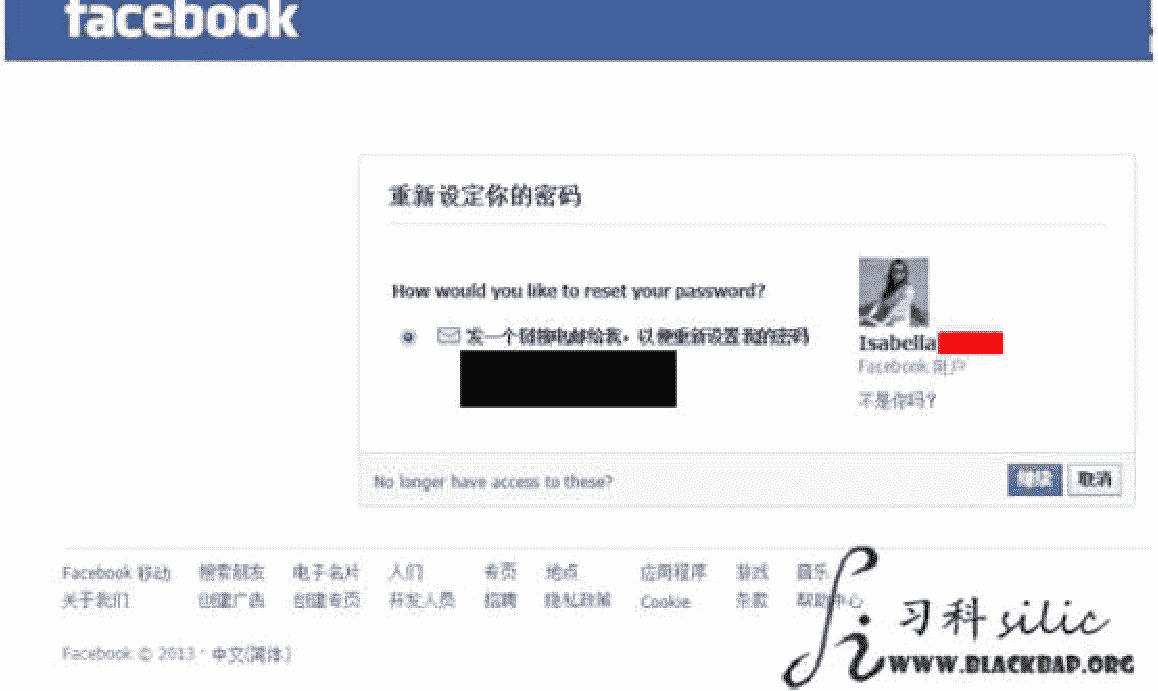 facebook
重新设定你的密码
How would you like to reset your password?
发一个链接电邮给我，以便重新设置我的密码
Isabella
Facebook 用户
不是你吗？
No longer have access to these?
继续 取消
Facebook 移动 搜索朋友 电子名片 人们 专页 地点 应用程序 游戏 音乐
关于我们 创建广告 创建专页 开发人员 招聘 隐私政策 Cookie 条款 帮助中心
Facebook © 2013 · 中文(简体)
习科 silic
WWW.BLACKBAP.ORG